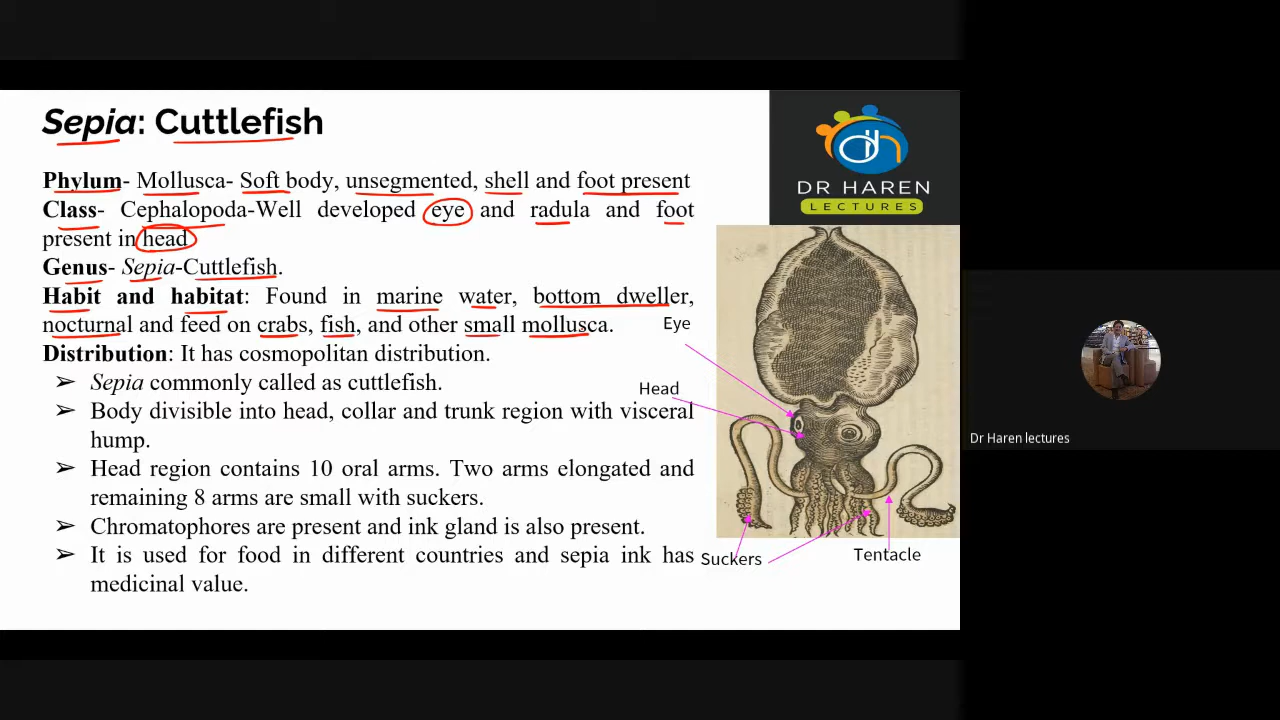 Sepia: Cuttlefish
Phylum- Mollusca- Soft body, unsegmented, shell and foot present
Class- Cephalopoda-Well developed eye and radula and foot
present in head
Genus- Sepia-Cuttlefish.
Habit and habitat: Found in marine water, bottom dweller,
nocturnal and feed on crabs, fish, and other small mollusca.
Distribution: It has cosmopolitan distribution.
➢ Sepia commonly called as cuttlefish.
➢ Body divisible into head, collar and trunk region with visceral
hump.
➢ Head region contains 10 oral arms. Two arms elongated and
remaining 8 arms are small with suckers.
➢ Chromatophores are present and ink gland is also present.
➢ It is used for food in different countries and sepia ink has
medicinal value.
dh
DR HAREN
LECTURES
Eye
Head
Suckers
Tentacle
Dr Haren lectures